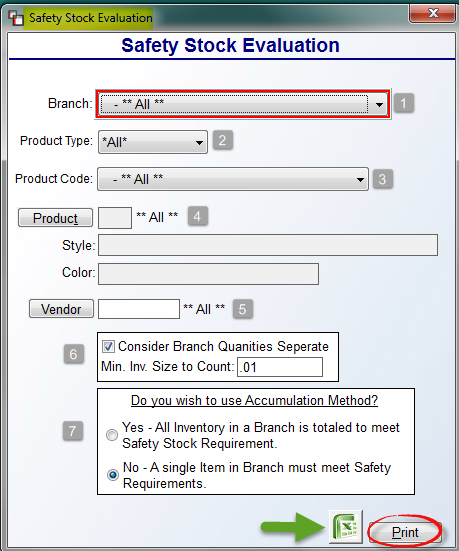 Safety Stock Evaluation
Safety Stock Evaluation
Branch: - ** All ** 1
Product Type: *All* 2
Product Code: - ** All ** 3
Product ** All ** 4
Style:
Color:
Vendor ** All ** 5
6 Consider Branch Quanities Seperate
Min. Inv. Size to Count: .01
Do you wish to use Accumulation Method?
7 Yes - All Inventory in a Branch is totaled to meet
Safety Stock Requirement.
No - A single Item in Branch must meet Safety
Requirements.
Print